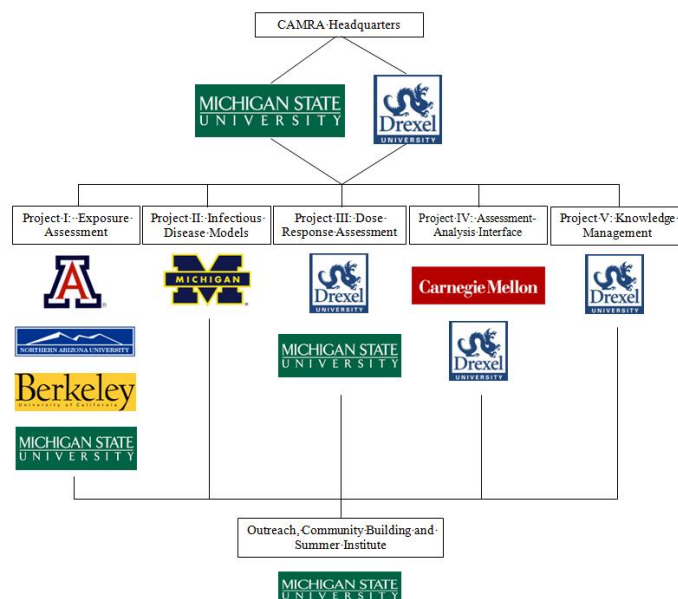 CAMRA Headquarters
MICHIGAN STATE
UNIVERSITY
Drexel
UNIVERSITY
Project I: Exposure
Assessment
Project II: Infectious
Disease Models
Project III: Dose
Response Assessment
Project IV: Assessment-
Analysis Interface
Project V: Knowledge
Management
A
MICHIGAN
Drexel
UNIVERSITY
Carnegie Mellon
Drexel
UNIVERSITY
NORTHERN ARIZONA UNIVERSITY
MICHIGAN STATE
UNIVERSITY
Drexel
UNIVERSITY
Berkeley
University of California
MICHIGAN STATE
UNIVERSITY
Outreach, Community Building and
Summer Institute
MICHIGAN STATE
UNIVERSITY